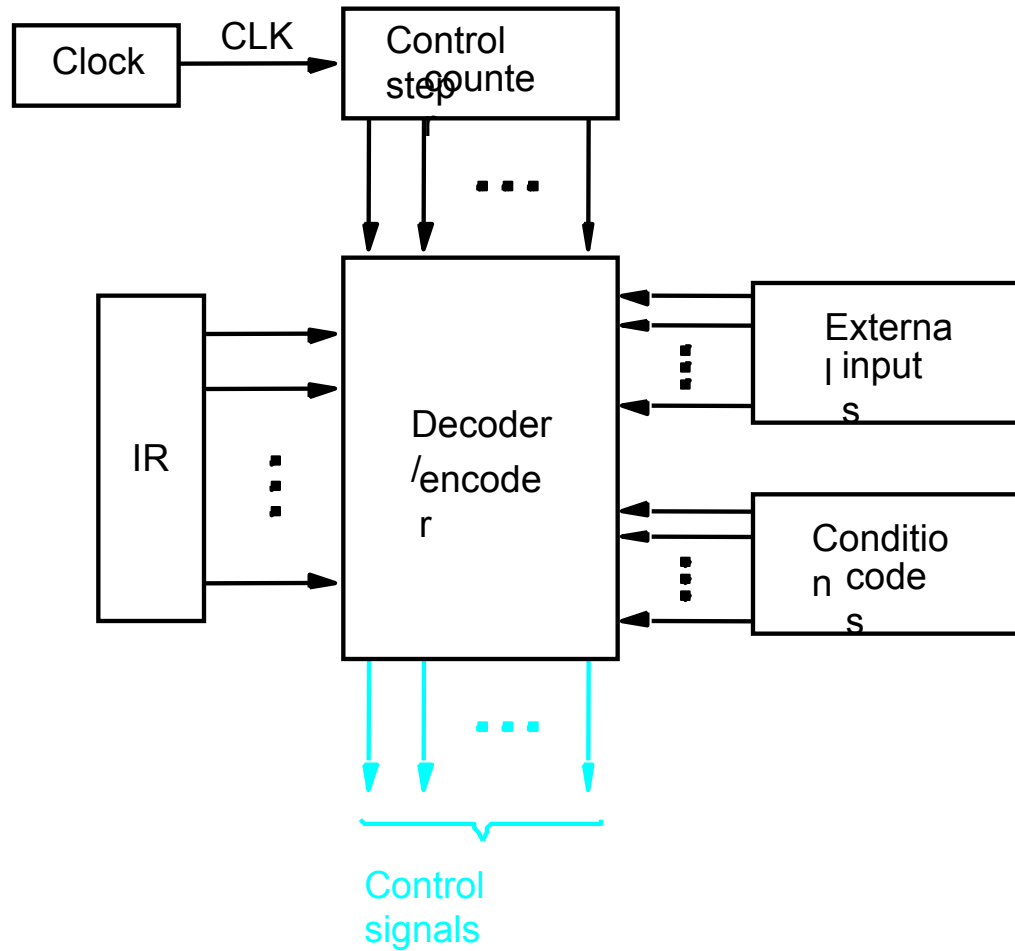 Clock
CLK
Control
step
counte
r
IR
Decoder
/
encode
r
Externa
l
input
s
Conditio
n
code
s
Control
signals